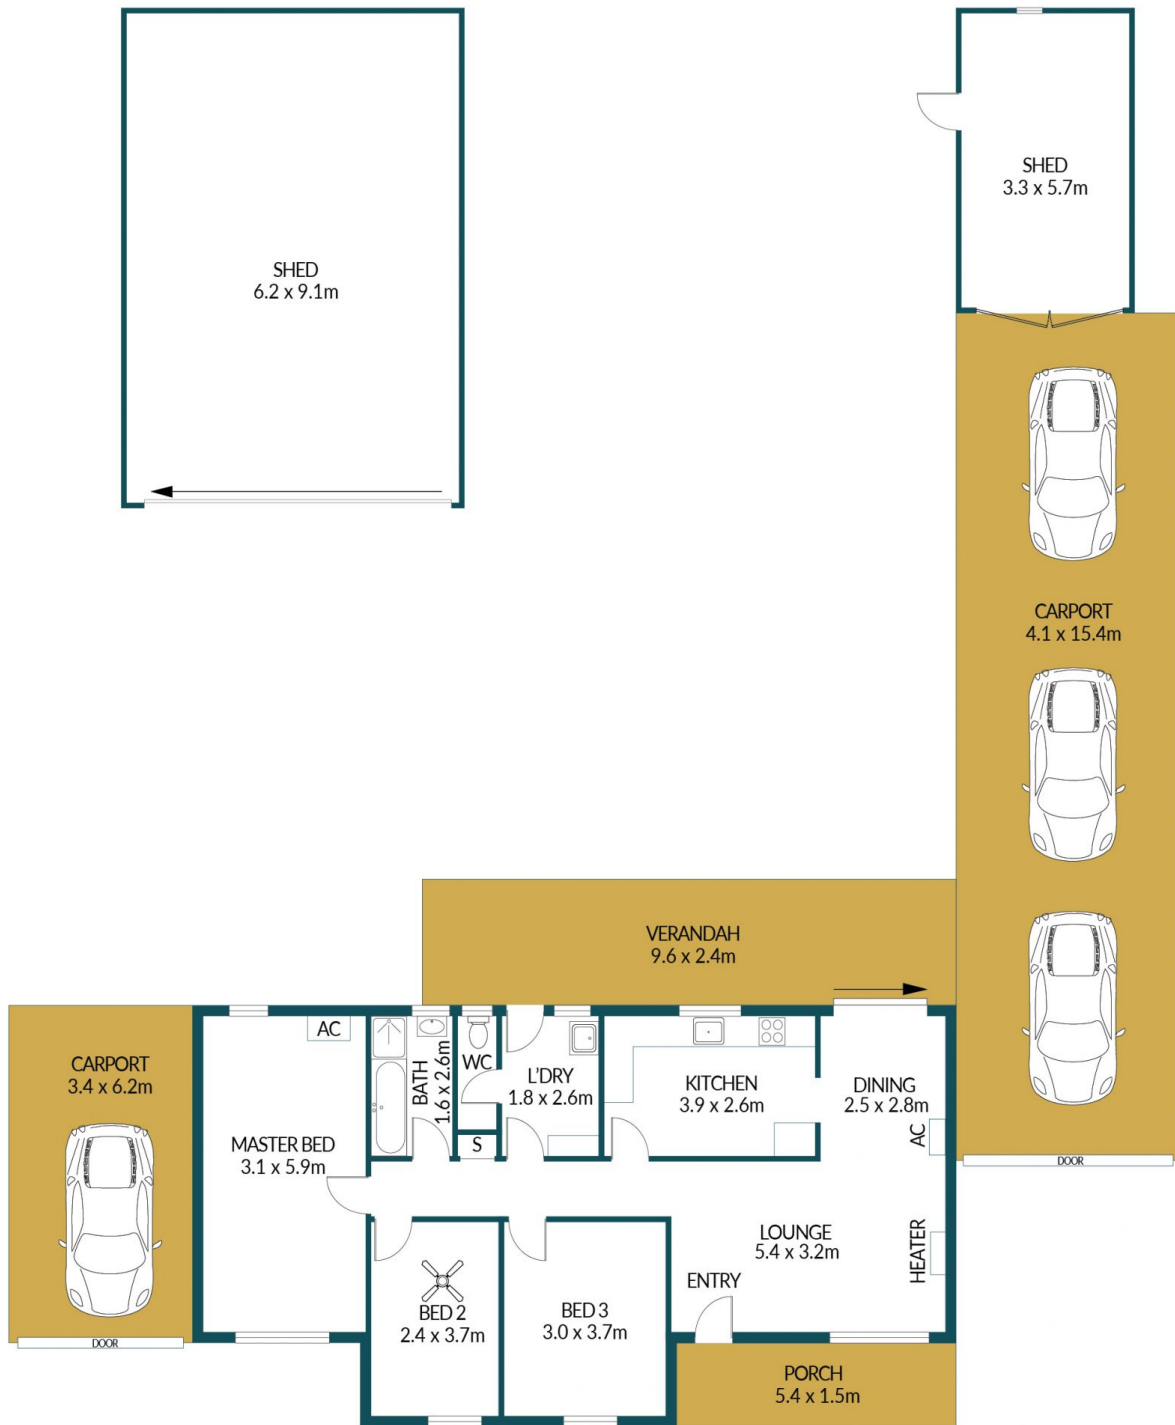 SHED
3.3 x 5.7m
SHED
6.2 x 9.1m
CARPORT
4.1 x 15.4m
VERANDAH
9.6 x 2.4m
AC
CARPORT
3.4 x 6.2m
BATH
1.6 x 2.6m
WC
L'DRY
1.8 x 2.6m
KITCHEN
3.9 x 2.6m
DINING
2.5 x 2.8m
AC
MASTER BED
3.1 x 5.9m
S
DOOR
LOUNGE
5.4 x 3.2m
HEATER
ENTRY
BED 2
2.4 x 3.7m
BED 3
3.0 x 3.7m
DOOR
PORCH
5.4 x 1.5m